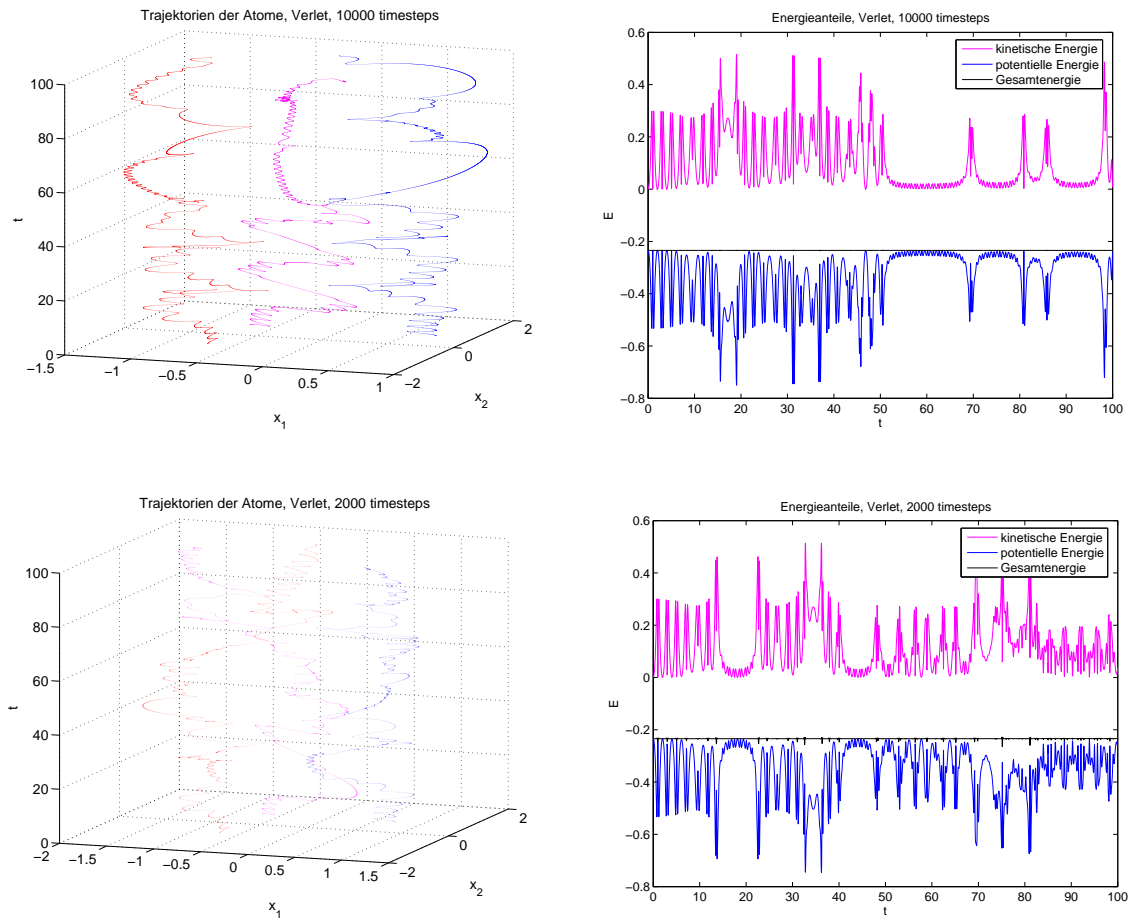 Trajektorien der Atome, Verlet, 10000 timesteps
100
80
60
40
20
0
t
−1.5
−1
−0.5
0
0.5
1
x1
−2
0
2
x2
Energieanteile, Verlet, 10000 timesteps
kinetische Energie
potentielle Energie
Gesamtenergie
0.6
0.4
0.2
0
−0.2
−0.4
−0.6
−0.8
E
0 10 20 30 40 50 60 70 80 90 100
t
Trajektorien der Atome, Verlet, 2000 timesteps
100
80
60
40
20
0
t
−2
−1.5
−1
−0.5
0
0.5
1
1.5
x1
−2
0
2
x2
Energieanteile, Verlet, 2000 timesteps
kinetische Energie
potentielle Energie
Gesamtenergie
0.6
0.4
0.2
0
−0.2
−0.4
−0.6
−0.8
E
0 10 20 30 40 50 60 70 80 90 100
t